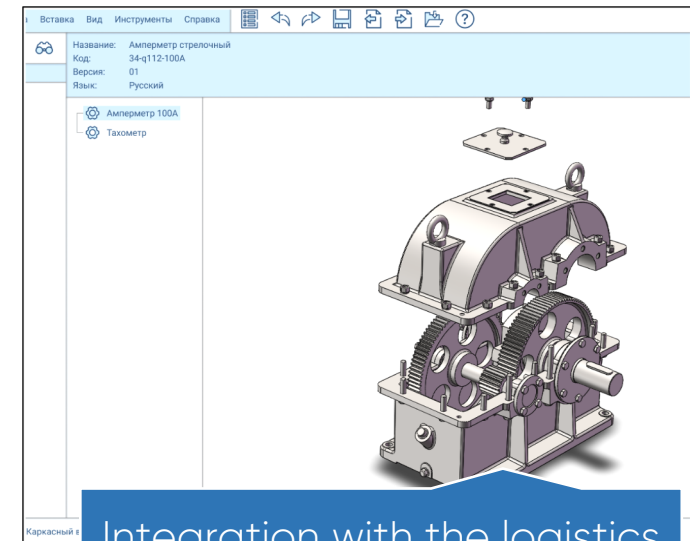 Вставка Вид Инструменты Справка
Название: Амперметр стрелочный
Код: 34-q112-100A
Версия: 01
Язык: Русский
Амперметр 100А
Тахометр
Каркасный
Integration with the logistics